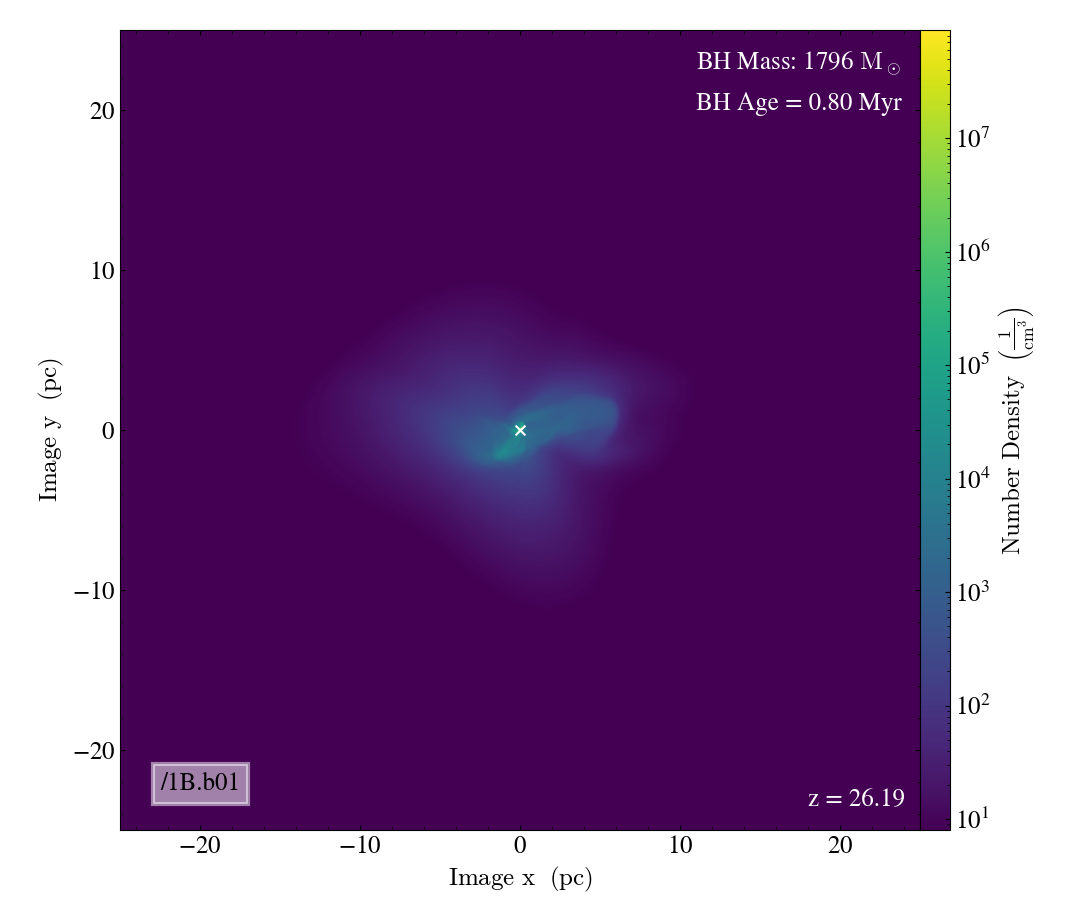 BH Mass: 1796 M☉
BH Age = 0.80 Myr
20
10
0
−10
−20
Image y (pc)
/1B.b01
z = 26.19
−20 −10 0 10 20
Image x (pc)
10⁷
10⁶
10⁵
10⁴
10³
10²
10¹
Number Density (1/cm³)